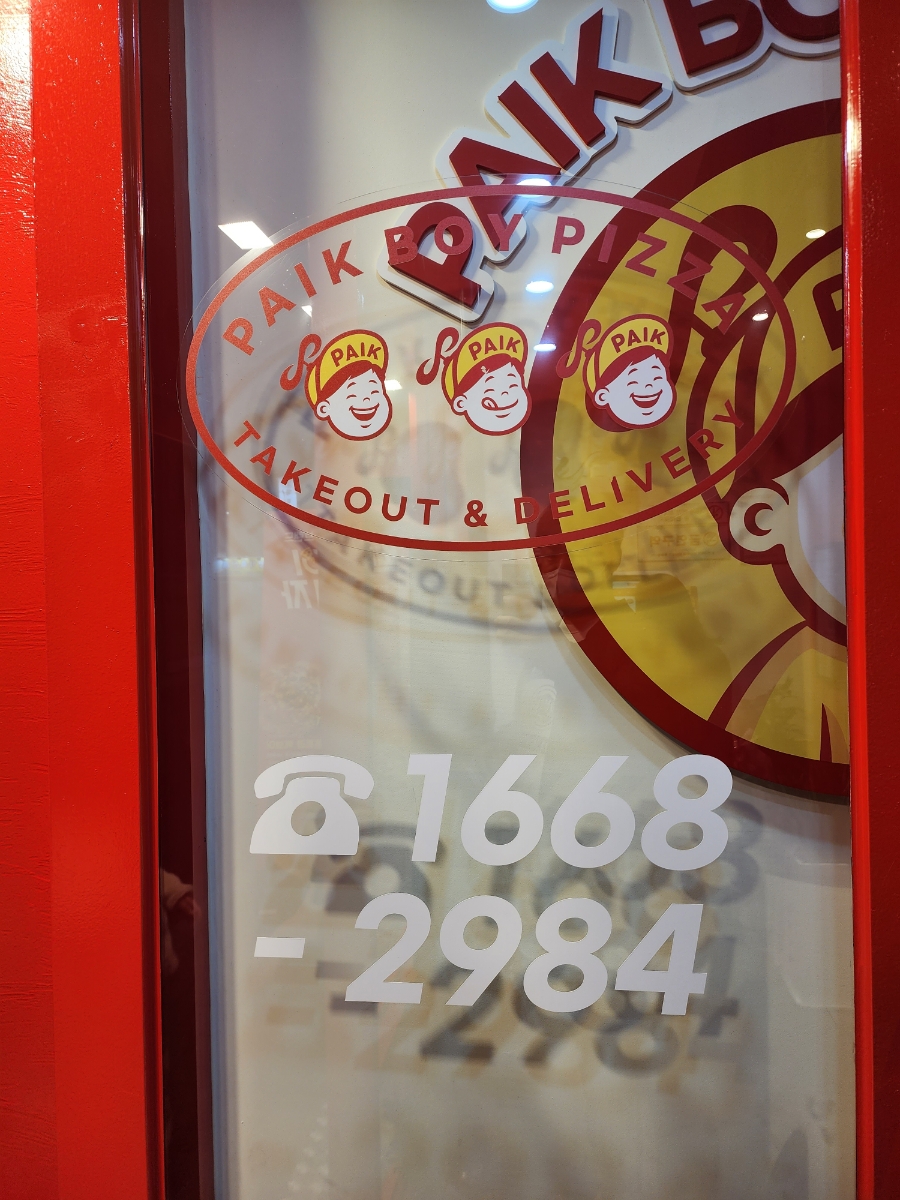 PAIK BO
PAIK BOY PIZZA
PAIK
PAIK
PAIK
TAKEOUT & DELIVERY
1668
- 2984